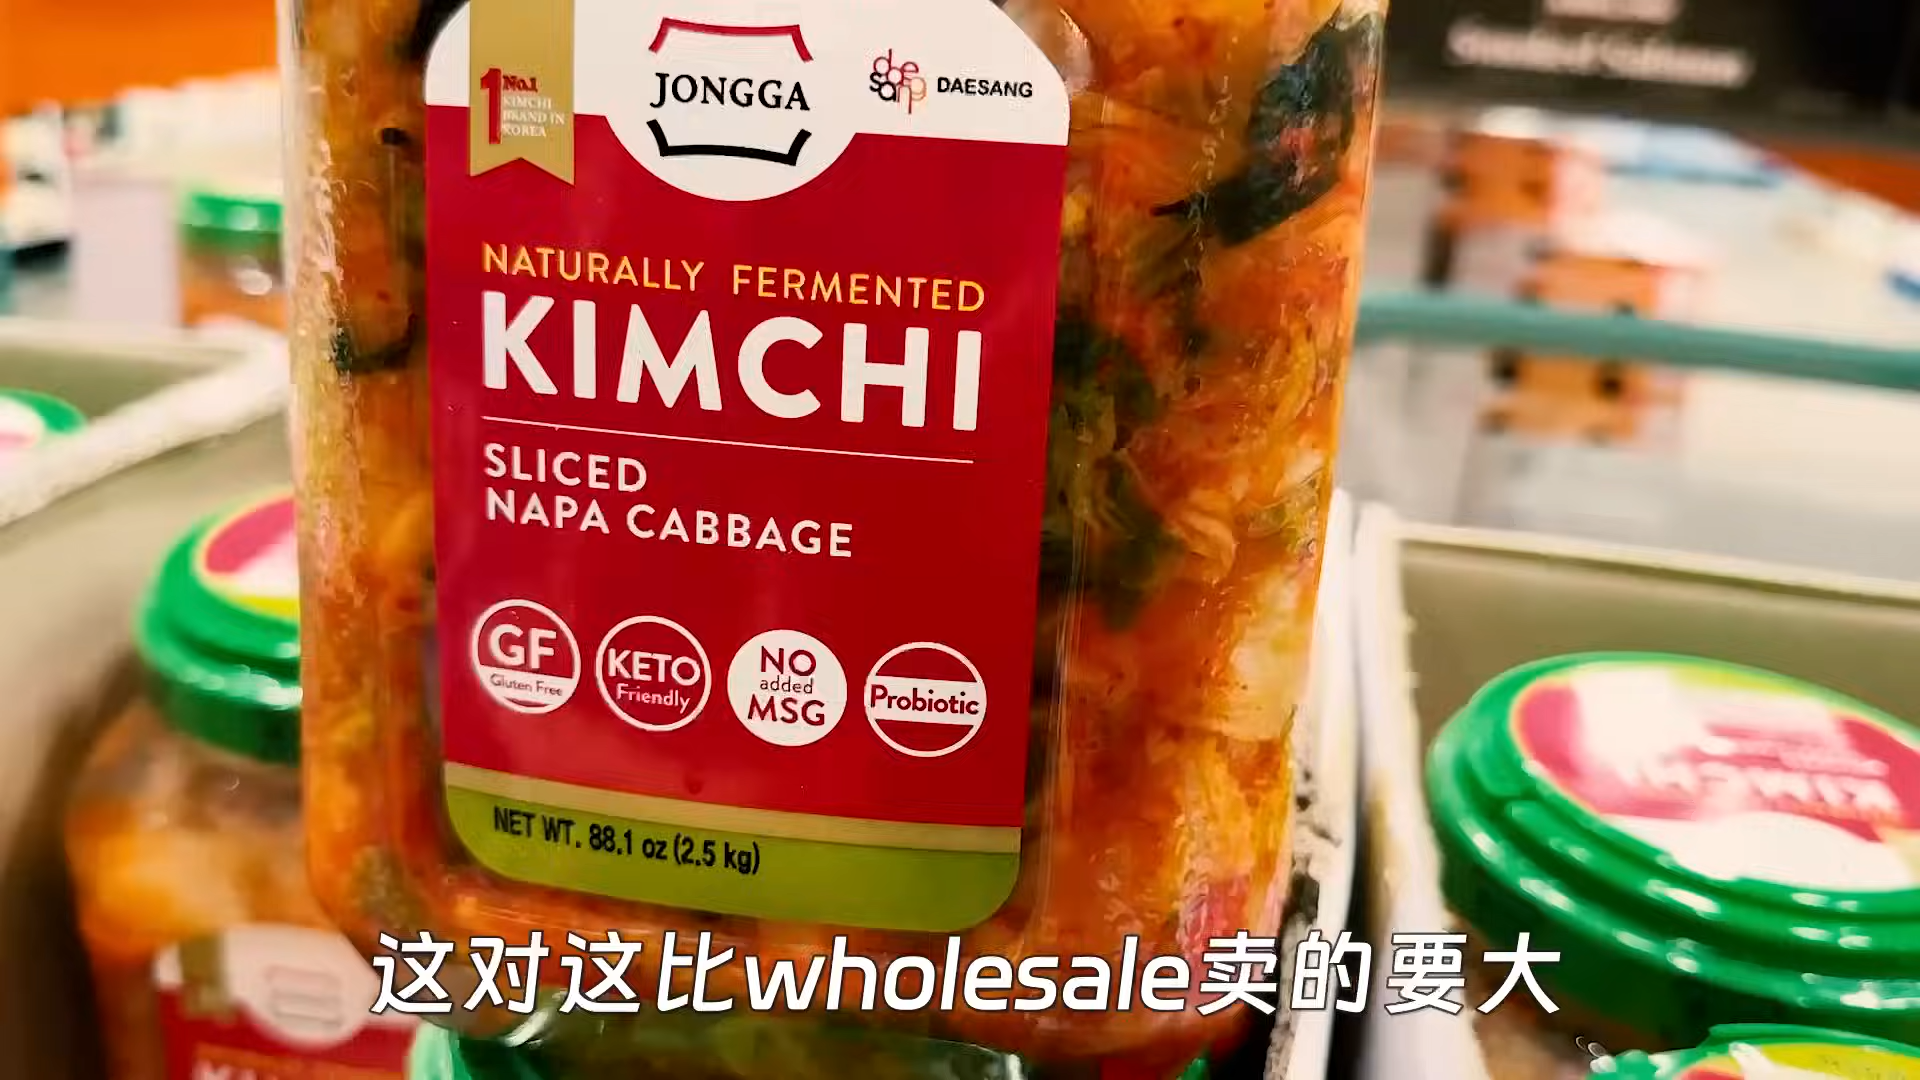 No.1
KIMCHI
BRAND IN
KOREA
JONGGA
daesang
DAESANG
NATURALLY FERMENTED
KIMCHI
SLICED
NAPA CABBAGE
GF
Gluten Free
KETO
Friendly
NO
added
MSG
Probiotic
NET WT. 88.1 oz (2.5 kg)
KIMCHI
这对这比wholesale卖的要大